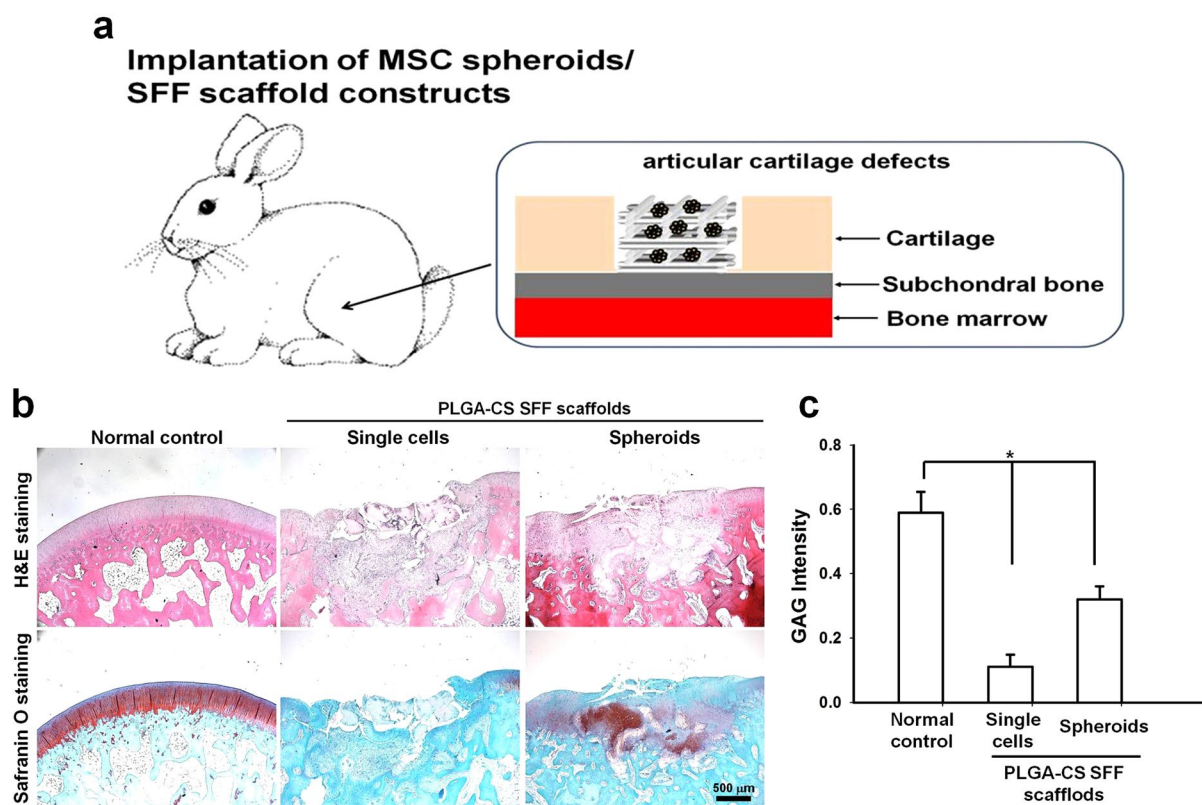 a
Implantation of MSC spheroids/
SFF scaffold constructs
articular cartilage defects
Cartilage
Subchondral bone
Bone marrow
b
PLGA-CS SFF scaffolds
Normal control
Single cells
Spheroids
H&E staining
Safranin O staining
500 μm
c
GAG Intensity
0.8
0.6
0.4
0.2
0.0
*
Normal
control
Single
cells
Spheroids
PLGA-CS SFF
scafflods